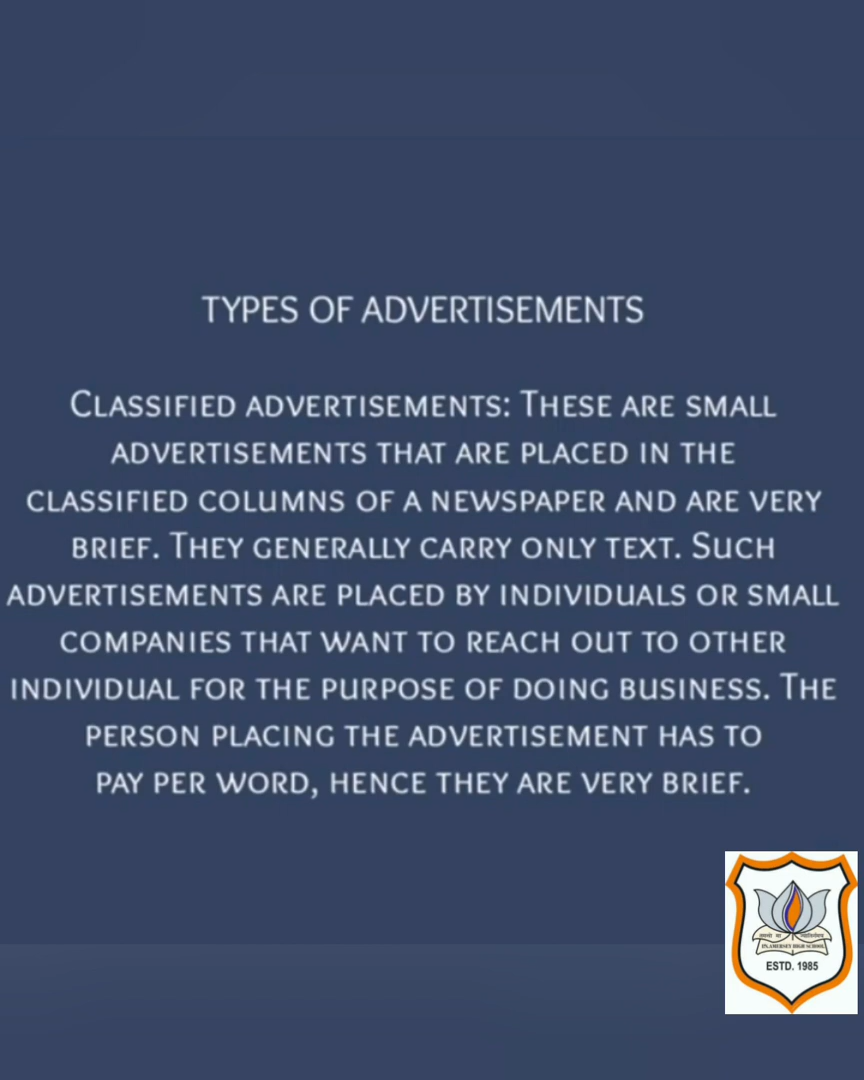 TYPES OF ADVERTISEMENTS
CLASSIFIED ADVERTISEMENTS: THESE ARE SMALL
ADVERTISEMENTS THAT ARE PLACED IN THE
CLASSIFIED COLUMNS OF A NEWSPAPER AND ARE VERY
BRIEF. THEY GENERALLY CARRY ONLY TEXT. SUCH
ADVERTISEMENTS ARE PLACED BY INDIVIDUALS OR SMALL
COMPANIES THAT WANT TO REACH OUT TO OTHER
INDIVIDUAL FOR THE PURPOSE OF DOING BUSINESS. THE
PERSON PLACING THE ADVERTISEMENT HAS TO
PAY PER WORD, HENCE THEY ARE VERY BRIEF.
HIGH SCHOOL
ESTD. 1985